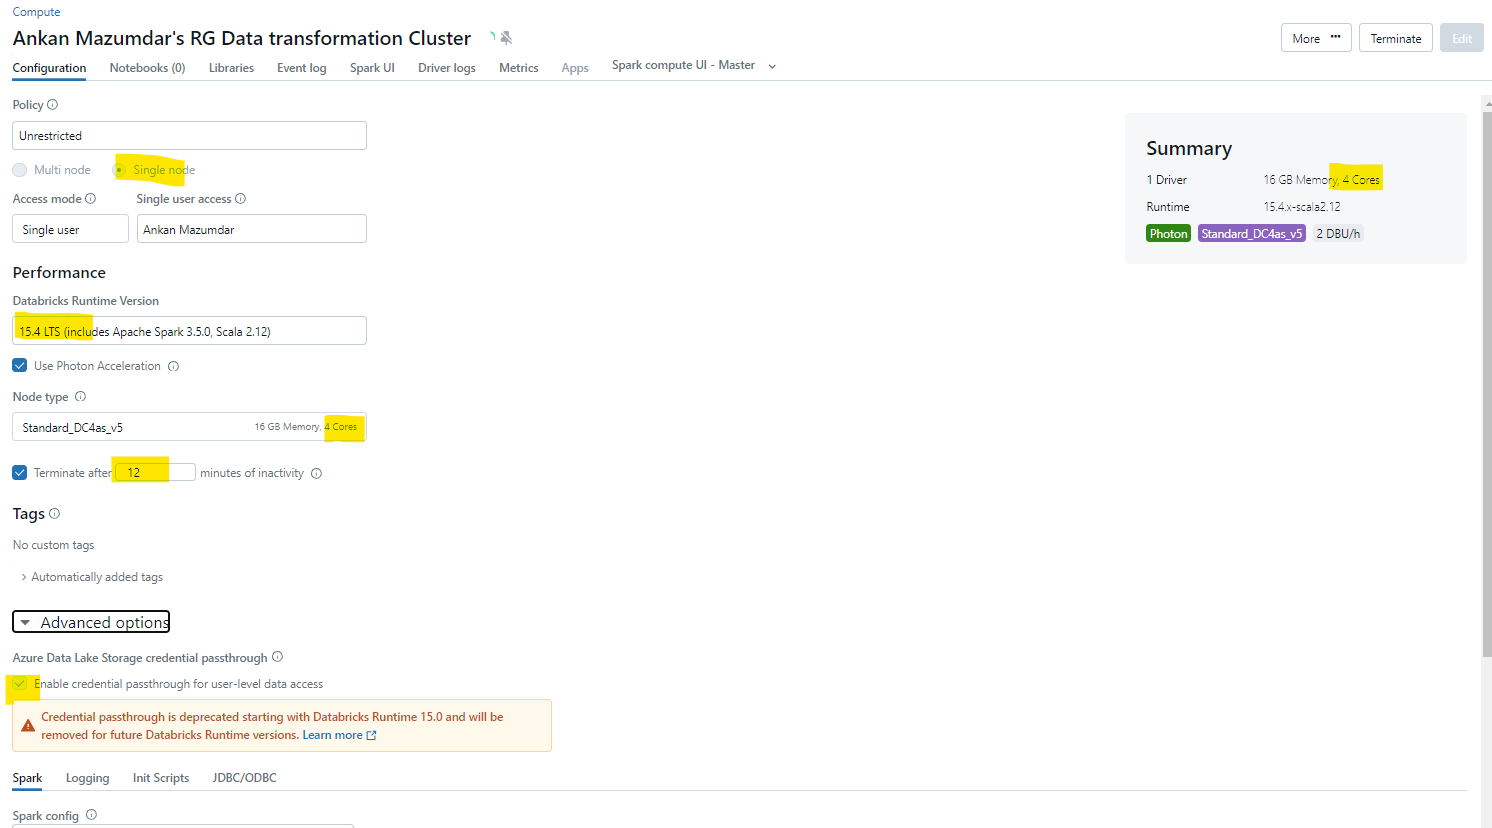 Compute
Ankan Mazumdar's RG Data transformation Cluster
More ··· Terminate Edit
Configuration Notebooks (0) Libraries Event log Spark UI Driver logs Metrics Apps Spark compute UI - Master
Policy
Unrestricted
Multi node Single node
Access mode Single user access
Single user Ankan Mazumdar
Performance
Databricks Runtime Version
15.4 LTS (includes Apache Spark 3.5.0, Scala 2.12)
Use Photon Acceleration
Node type
Standard_DC4as_v5 16 GB Memory, 4 Cores
Terminate after 12 minutes of inactivity
Tags
No custom tags
Automatically added tags
Advanced options
Azure Data Lake Storage credential passthrough
Enable credential passthrough for user-level data access
Credential passthrough is deprecated starting with Databricks Runtime 15.0 and will be
removed for future Databricks Runtime versions. Learn more
Spark Logging Init Scripts JDBC/ODBC
Spark config
Summary
1 Driver 16 GB Memory, 4 Cores
Runtime 15.4.x-scala2.12
Photon Standard_DC4as_v5 2 DBU/h